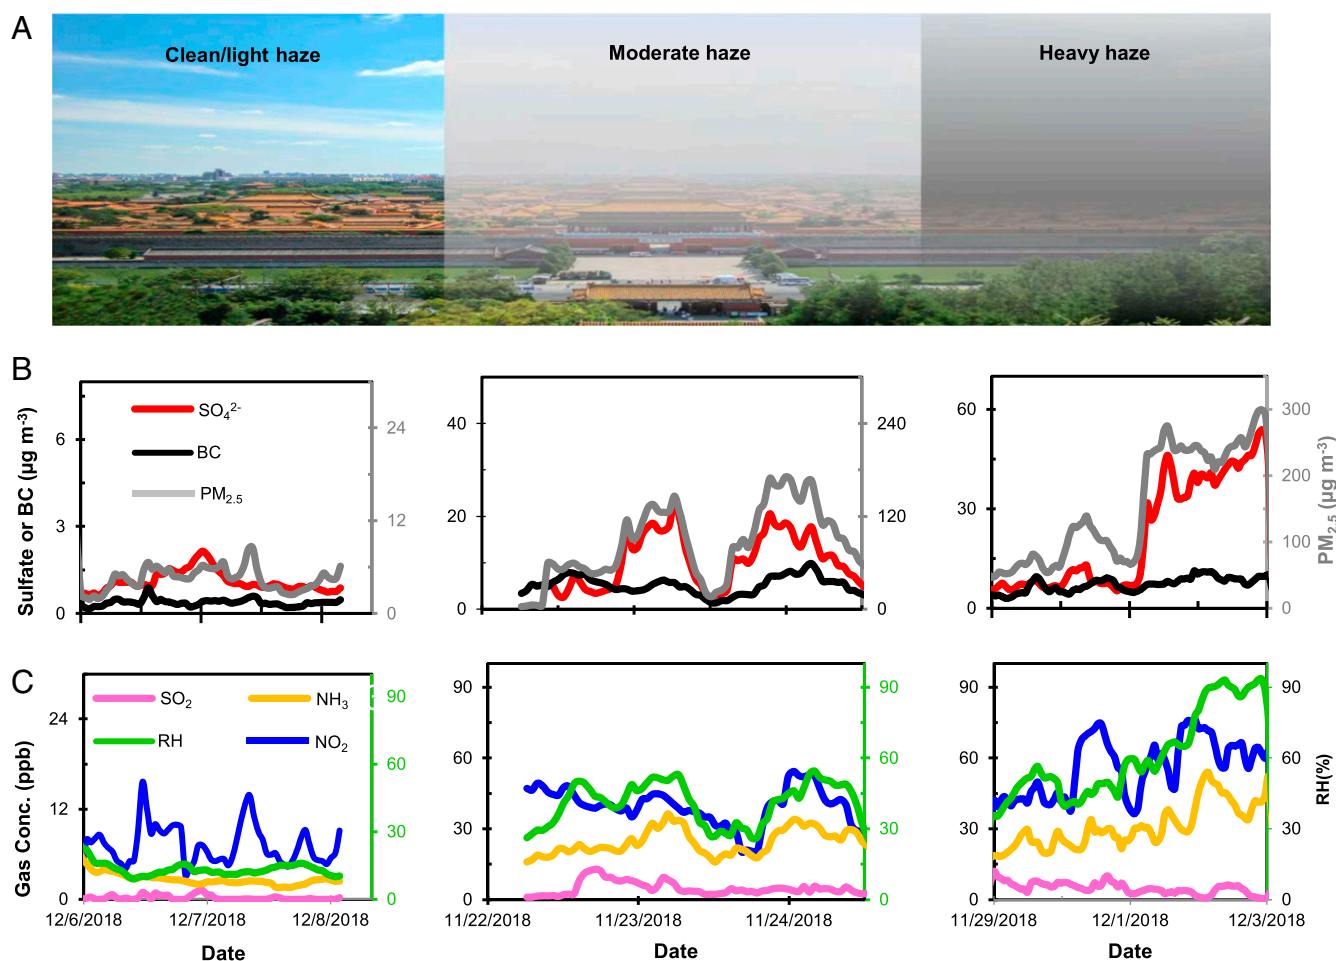 A
Clean/light haze
Moderate haze
Heavy haze
B
Sulfate or BC (μg m⁻³)
6
3
0
SO₄²⁻
BC
PM₂.₅
24
12
0
40
20
0
240
120
0
60
30
0
300
200
100
0
PM₂.₅ (μg m⁻³)
C
Gas Conc. (ppb)
24
12
0
SO₂
NH₃
RH
NO₂
90
60
30
0
90
60
30
0
90
60
30
0
90
60
30
0
90
60
30
0
RH(%)
12/6/2018
12/7/2018
12/8/2018
11/22/2018
11/23/2018
11/24/2018
11/29/2018
12/1/2018
12/3/2018
Date
Date
Date